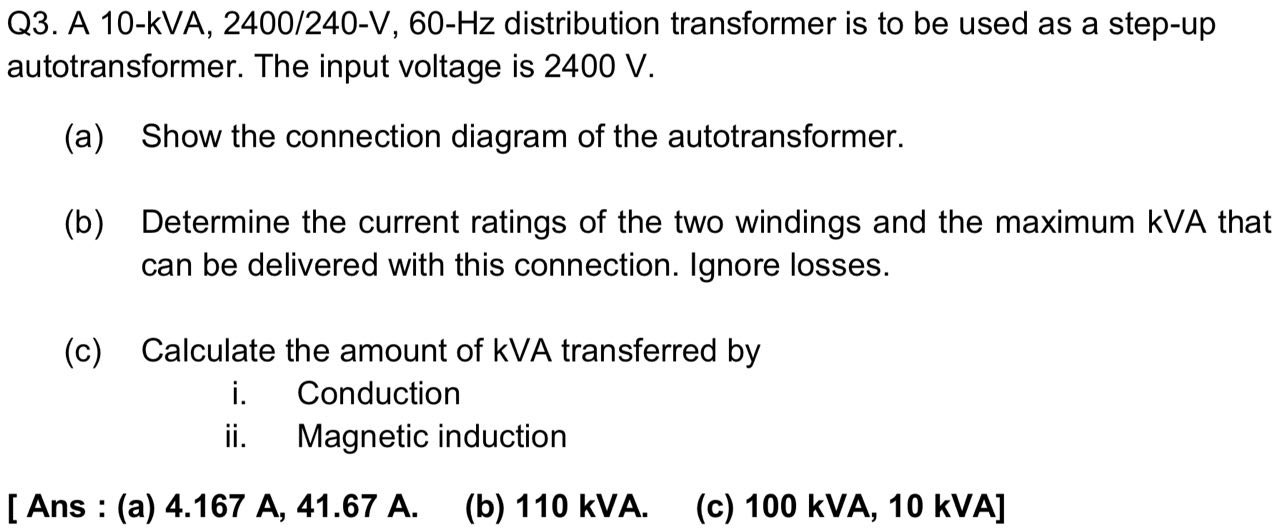 Q3. A 10-kVA, 2400/240-V, 60-Hz distribution transformer is to be used as a step-up
autotransformer. The input voltage is 2400 V.
(a) Show the connection diagram of the autotransformer.
(b) Determine the current ratings of the two windings and the maximum kVA that
can be delivered with this connection. Ignore losses.
(c) Calculate the amount of kVA transferred by
i. Conduction
ii. Magnetic induction
[ Ans : (a) 4.167 A, 41.67 A. (b) 110 kVA. (c) 100 kVA, 10 kVA]